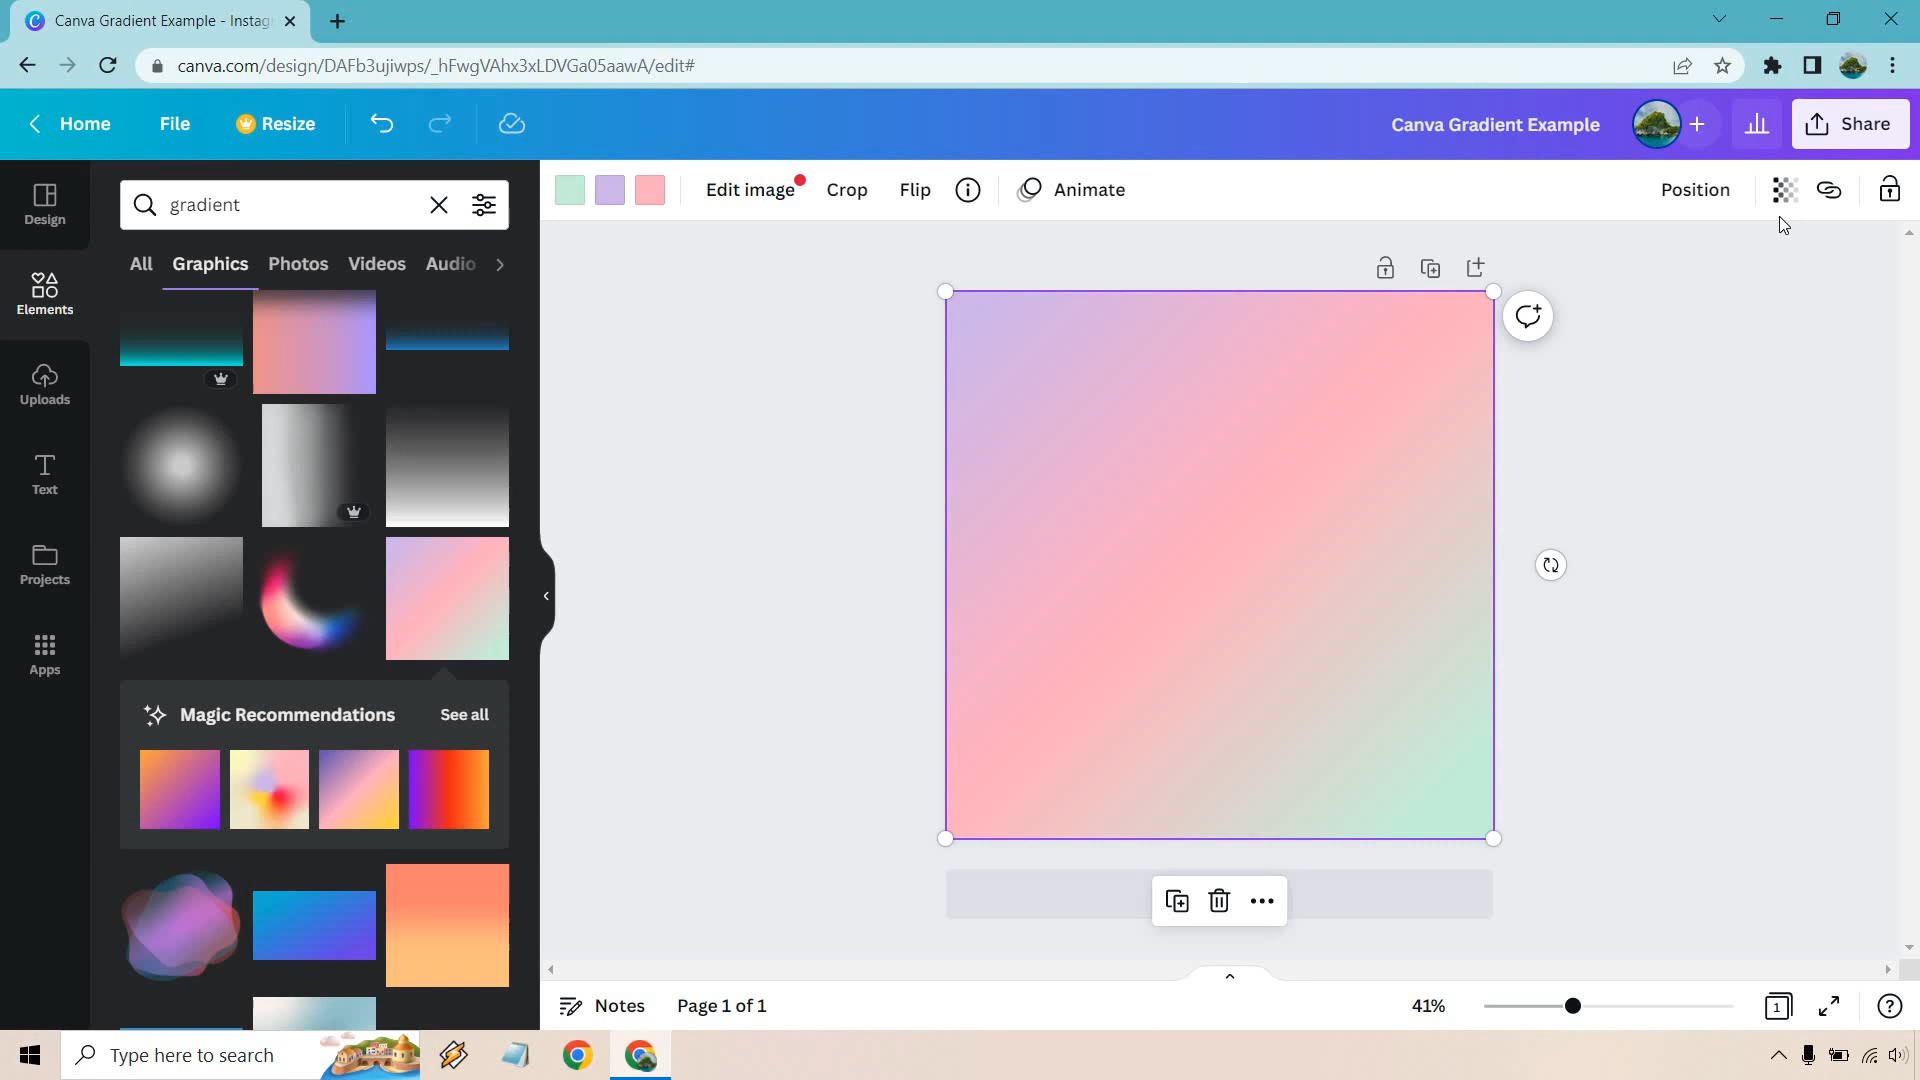 Canva Gradient Example - Instag
canva.com/design/DAFb3ujiwps/_hFwgVAhx3xLDVGa05aawA/edit#
Home File Resize
Canva Gradient Example
Share
Design
Elements
Uploads
Text
Projects
Apps
gradient
All Graphics Photos Videos Audio
Magic Recommendations See all
Edit image Crop Flip Animate Position
Notes Page 1 of 1 41% 1
Type here to search